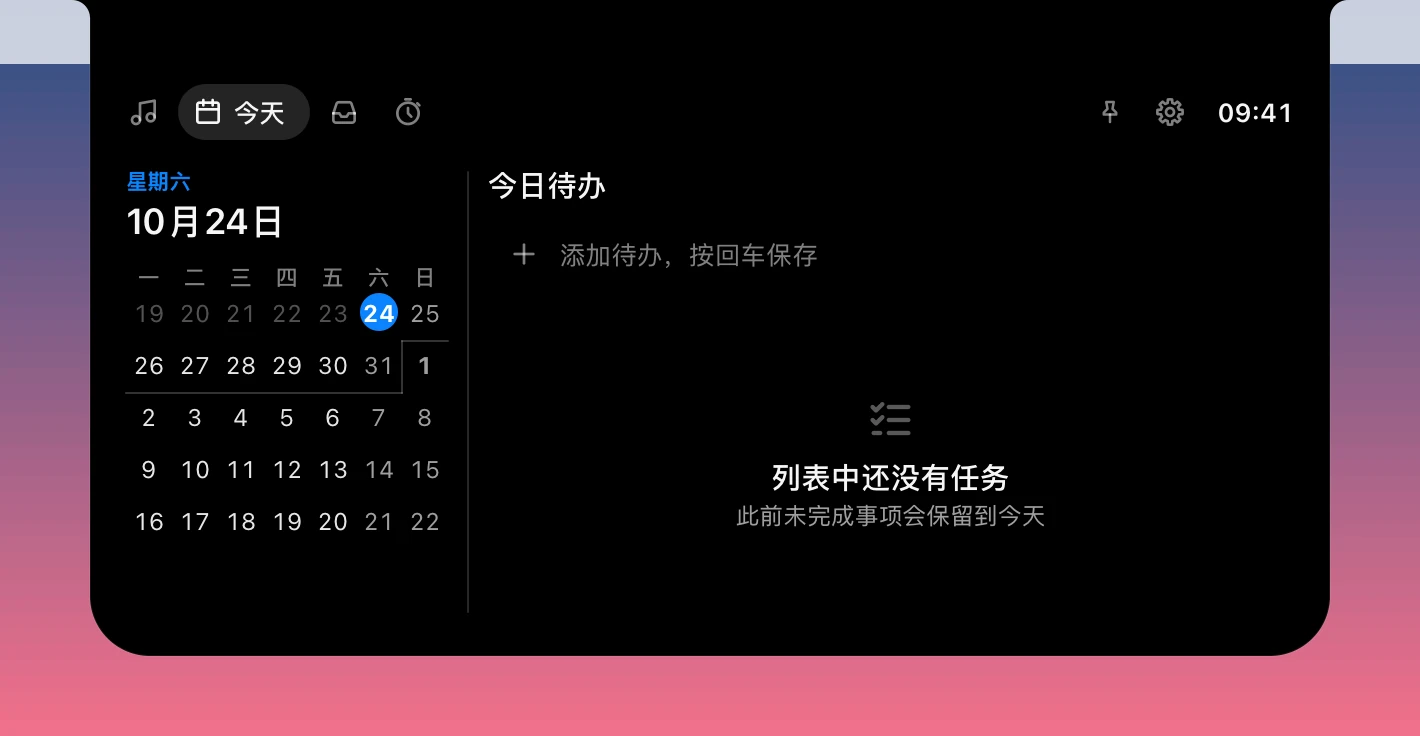 今天
09:41
星期六
10月24日
一 二 三 四 五 六 日
19 20 21 22 23 24 25
26 27 28 29 30 31 1
2 3 4 5 6 7 8
9 10 11 12 13 14 15
16 17 18 19 20 21 22
今日待办
添加待办，按回车保存
列表中还没有任务
此前未完成事项会保留到今天